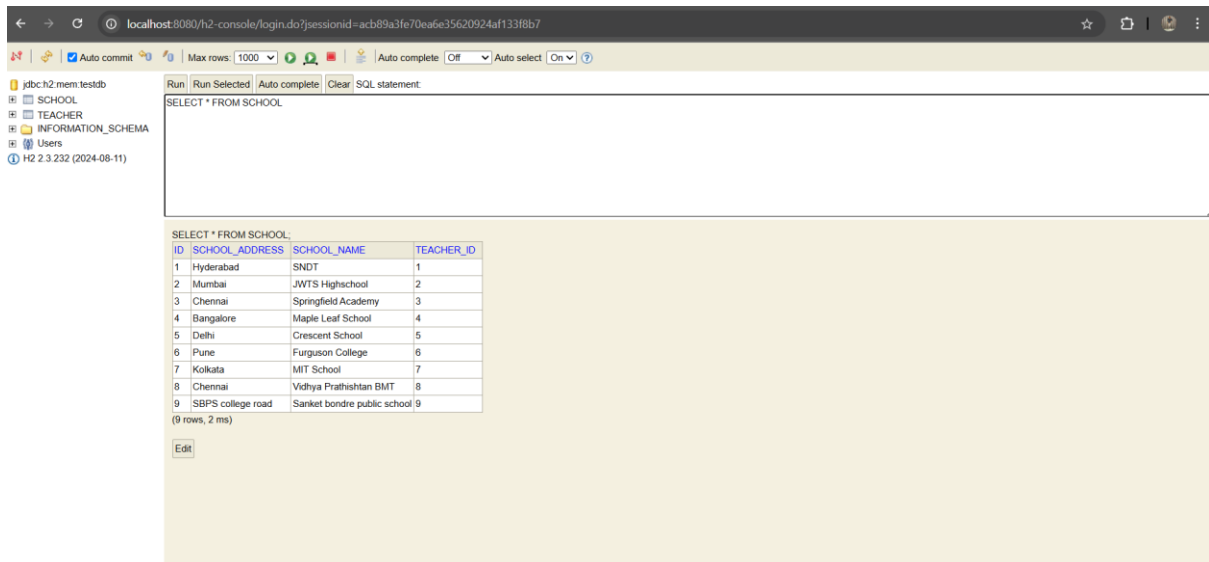 localhost:8080/h2-console/login.do?jsessionid=acb89a3fe70ea6e35620924af133f8b7
Auto commit Max rows: 1000 Auto complete Off Auto select On ?
jdbc:h2:mem:testdb
SCHOOL
TEACHER
INFORMATION_SCHEMA
Users
H2 2.3.232 (2024-08-11)
Run Run Selected Auto complete Clear SQL statement:
SELECT * FROM SCHOOL
SELECT * FROM SCHOOL;
ID SCHOOL_ADDRESS SCHOOL_NAME TEACHER_ID
1 Hyderabad SNDT 1
2 Mumbai JWTS Highschool 2
3 Chennai Springfield Academy 3
4 Bangalore Maple Leaf School 4
5 Delhi Crescent School 5
6 Pune Furguson College 6
7 Kolkata MIT School 7
8 Chennai Vidhya Prathishtan BMT 8
9 SBPS college road Sanket bondre public school 9
(9 rows, 2 ms)
Edit